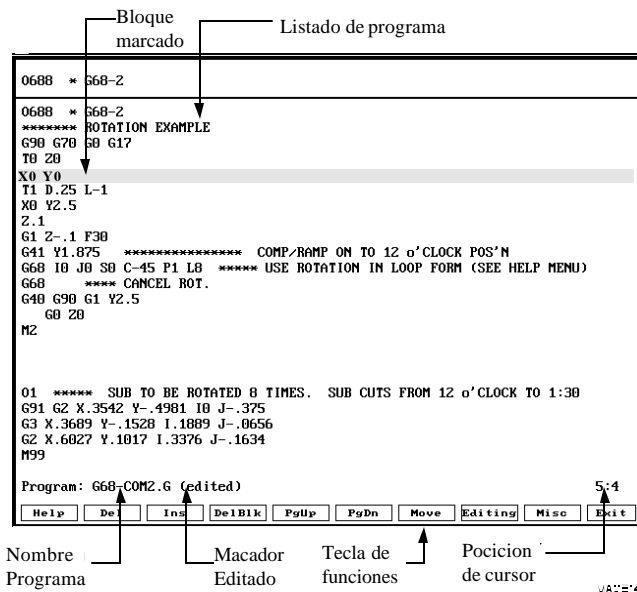 Bloque
marcado
Listado de programa
O688 * G68-2
O688 * G68-2
******* ROTATION EXAMPLE
G90 G70 G0 G17
T0 Z0
X0 Y0
T1 D.25 L-1
X0 Y2.5
Z.1
G1 Z-.1 F30
G41 Y1.875 *************** COMP/RAMP ON TO 12 o'CLOCK POS'N
G68 I0 J0 S0 C-45 P1 L8 ***** USE ROTATION IN LOOP FORM (SEE HELP MENU)
G68 **** CANCEL ROT.
G40 G90 G1 Y2.5
G0 Z0
M2
O1 ***** SUB TO BE ROTATED 8 TIMES. SUB CUTS FROM 12 o'CLOCK TO 1:30
G91 G2 X.3542 Y-.4981 I0 J-.375
G3 X.3689 Y-.1528 I.1889 J-.0656
G2 X.6027 Y.1017 I.3376 J-.1634
M99
Program: G68-COM2.G (edited) 5:4
Help Del Ins DelBlk PgUp PgDn Move Editing Misc Exit
Nombre
Programa
Macador
Editado
Tecla de
funciones
Pocicion
de cursor